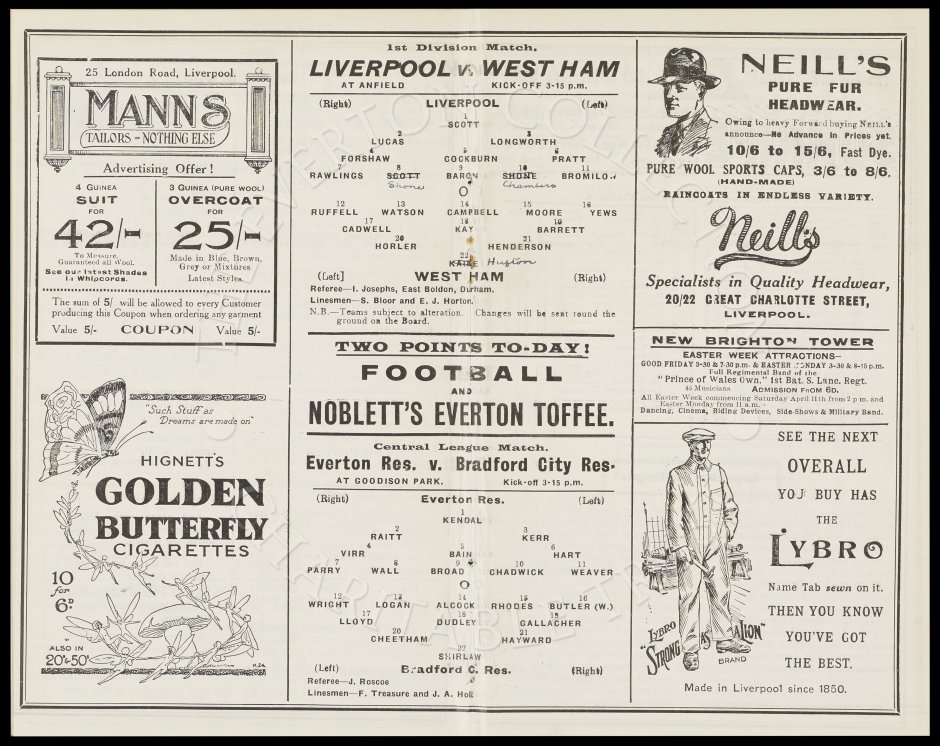 25 London Road, Liverpool.
MANNS
TAILORS - NOTHING ELSE
Advertising Offer !
4 GUINEA
SUIT
FOR
42/-
To Measure.
Guaranteed all Wool.
See our latest Shades
in Whipcords.
3 GUINEA (PURE WOOL)
OVERCOAT
FOR
25/-
Made in Blue, Brown,
Grey or Mixtures.
Latest Styles.
The sum of 5/- will be allowed to every Customer
producing this Coupon when ordering any garment
Value 5/- COUPON Value 5/-
"Such Stuff as
Dreams are made on"
HIGNETT'S
GOLDEN
BUTTERFLY
CIGARETTES
10
for
6D
ALSO IN
20's-50s
1st Division Match.
LIVERPOOL v. WEST HAM
AT ANFIELD KICK-OFF 3-15 p.m.
(Right) LIVERPOOL (Left)
1
SCOTT
2 3
LUCAS LONGWORTH
4 5 6
FORSHAW COCKBURN PRATT
7 8 9 10 11
RAWLINGS SCOTT BARON SHONE BROMILOW
Shone Chambers
O
12 13 14 15 16
RUFFELL WATSON CAMPBELL MOORE YEWS
17 18 19
CADWELL KAY BARRETT
20 21
HORLER HENDERSON
22
KAINE Hufton
[Left] WEST HAM (Right)
Referee—I. Josephs, East Boldon, Durham.
Linesmen—S. Bloor and E. J. Horton.
N.B.—Teams subject to alteration. Changes will be sent round the
ground on the Board.
TWO POINTS TO-DAY!
FOOTBALL
AND
NOBLETT'S EVERTON TOFFEE.
Central League Match.
Everton Res. v. Bradford City Res.
AT GOODISON PARK. Kick-off 3-15 p.m.
(Right) Everton Res. (Left)
1
KENDAL
2 3
RAITT KERR
4 5 6
VIRR BAIN HART
7 8 9 10 11
PARRY WALL BROAD CHADWICK WEAVER
O
12 13 14 15 16
WRIGHT LOGAN ALCOCK RHODES BUTLER (W.)
17 18 19
LLOYD DUDLEY GALLACHER
20 21
CHEETHAM HAYWARD
22
SHIRLAW
(Left) Bradford C. Res. (Right)
Referee—J. Roscoe
Linesmen—F. Treasure and J. A. Holt
NEILL'S
PURE FUR
HEADWEAR.
Owing to heavy Forward buying NEILL'S
announce—No Advance in Prices yet.
10/6 to 15/6, Fast Dye.
PURE WOOL SPORTS CAPS, 3/6 to 8/6.
(HAND-MADE)
RAINCOATS IN ENDLESS VARIETY.
Neill's
Specialists in Quality Headwear,
20/22 GREAT CHARLOTTE STREET,
LIVERPOOL.
NEW BRIGHTON TOWER
EASTER WEEK ATTRACTIONS—
GOOD FRIDAY 3-30 & 7-30 p.m. & EASTER MONDAY 3-30 & 8-15 p.m.
Full Regimental Band of the
"Prince of Wales Own," 1st Bat. S. Lane. Regt.
45 Musicians. ADMISSION FROM 6D.
All Easter Week commencing Saturday April 11th from 2 p.m. and
Easter Monday from 11 a.m.—
Dancing, Cinema, Riding Devices, Side-Shows & Military Band.
SEE THE NEXT
OVERALL
YOU BUY HAS
THE
LYBRO
Name Tab sewn on it.
THEN YOU KNOW
YOU'VE GOT
THE BEST.
LYBRO
"STRONG AS A LION"
BRAND
Made in Liverpool since 1850.